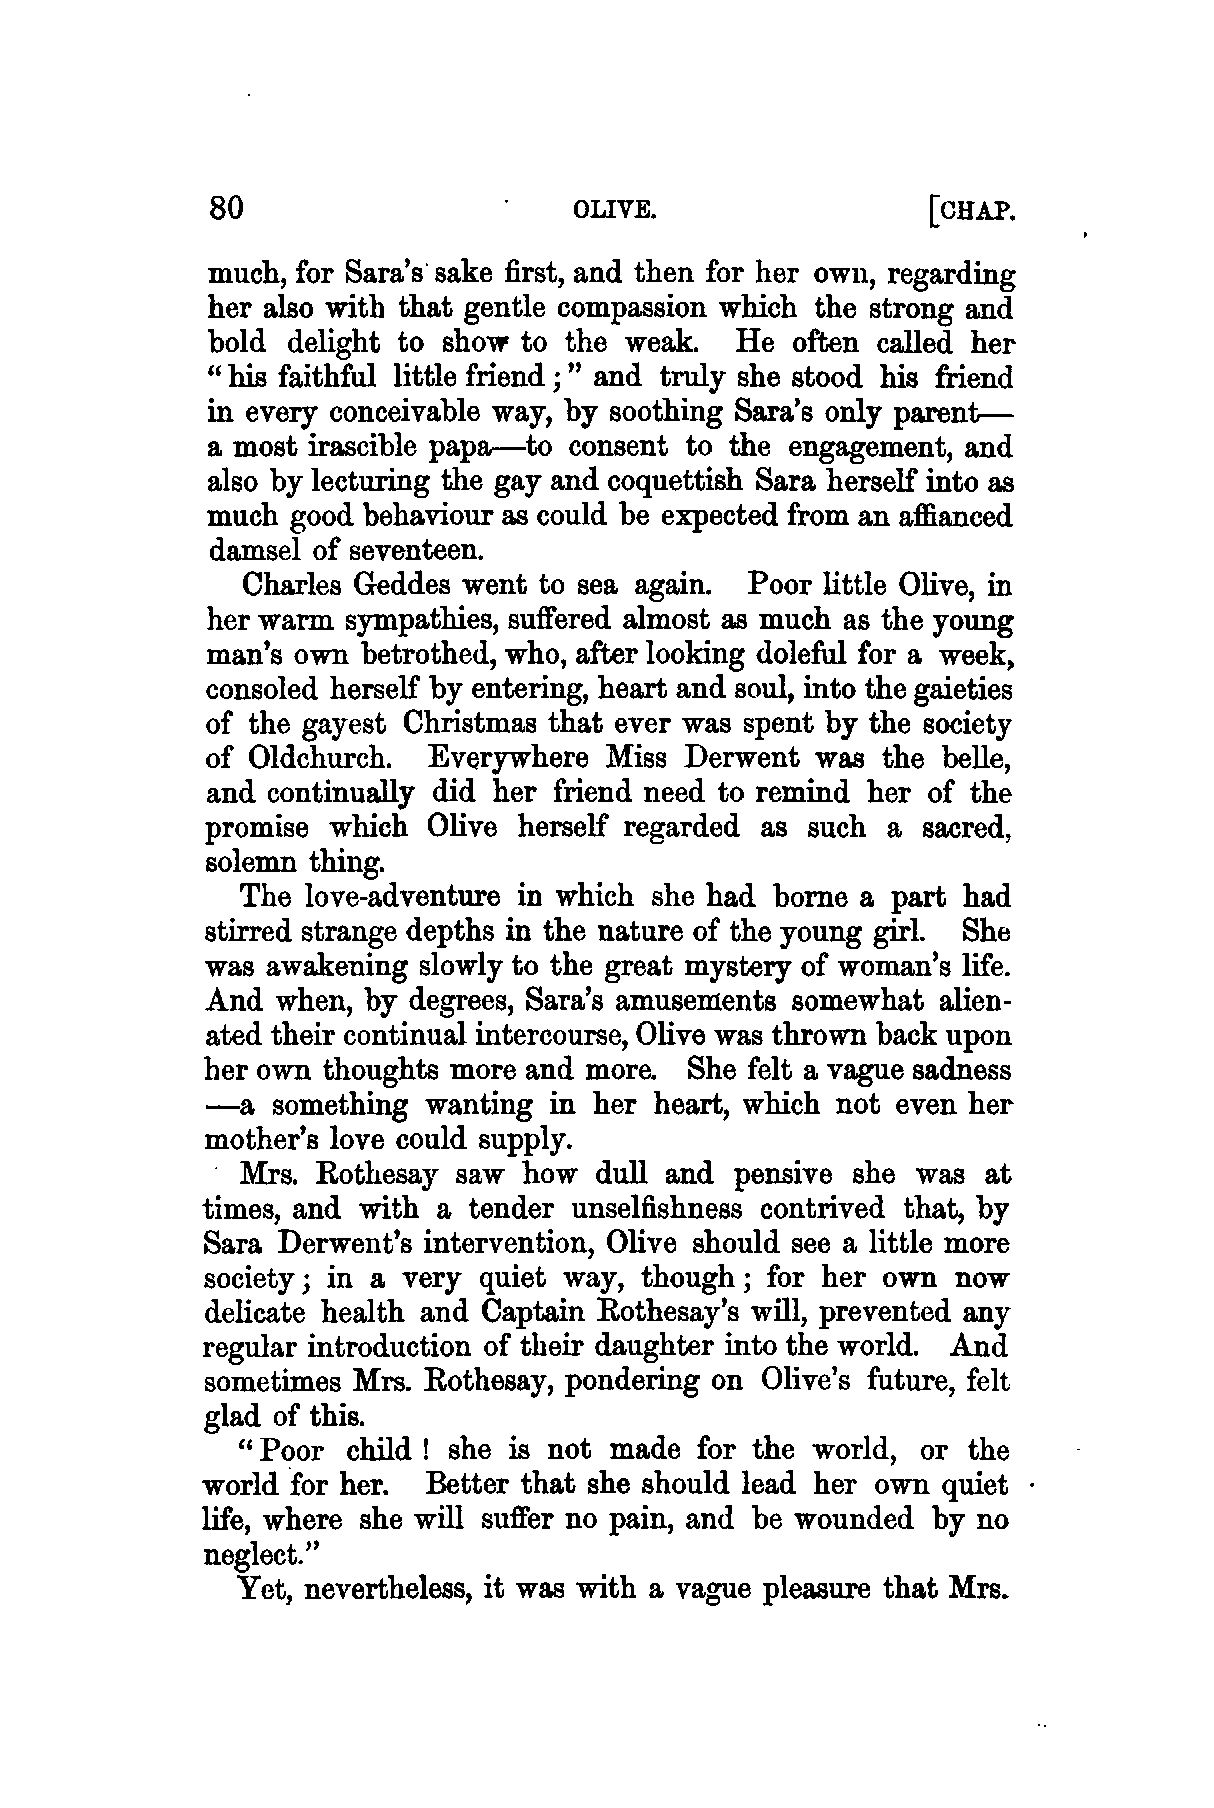 80 OLIVE. [CHAP.
much, for Sara's sake first, and then for her own, regarding
her also with that gentle compassion which the strong and
bold delight to show to the weak. He often called her
"his faithful little friend;" and truly she stood his friend
in every conceivable way, by soothing Sara's only parent—
a most irascible papa—to consent to the engagement, and
also by lecturing the gay and coquettish Sara herself into as
much good behaviour as could be expected from an affianced
damsel of seventeen.
Charles Geddes went to sea again. Poor little Olive, in
her warm sympathies, suffered almost as much as the young
man's own betrothed, who, after looking doleful for a week,
consoled herself by entering, heart and soul, into the gaieties
of the gayest Christmas that ever was spent by the society
of Oldchurch. Everywhere Miss Derwent was the belle,
and continually did her friend need to remind her of the
promise which Olive herself regarded as such a sacred,
solemn thing.
The love-adventure in which she had borne a part had
stirred strange depths in the nature of the young girl. She
was awakening slowly to the great mystery of woman's life.
And when, by degrees, Sara's amusements somewhat alien-
ated their continual intercourse, Olive was thrown back upon
her own thoughts more and more. She felt a vague sadness
—a something wanting in her heart, which not even her
mother's love could supply.
Mrs. Rothesay saw how dull and pensive she was at
times, and with a tender unselfishness contrived that, by
Sara Derwent's intervention, Olive should see a little more
society; in a very quiet way, though; for her own now
delicate health and Captain Rothesay's will, prevented any
regular introduction of their daughter into the world. And
sometimes Mrs. Rothesay, pondering on Olive's future, felt
glad of this.
"Poor child! she is not made for the world, or the
world for her. Better that she should lead her own quiet
life, where she will suffer no pain, and be wounded by no
neglect."
Yet, nevertheless, it was with a vague pleasure that Mrs.